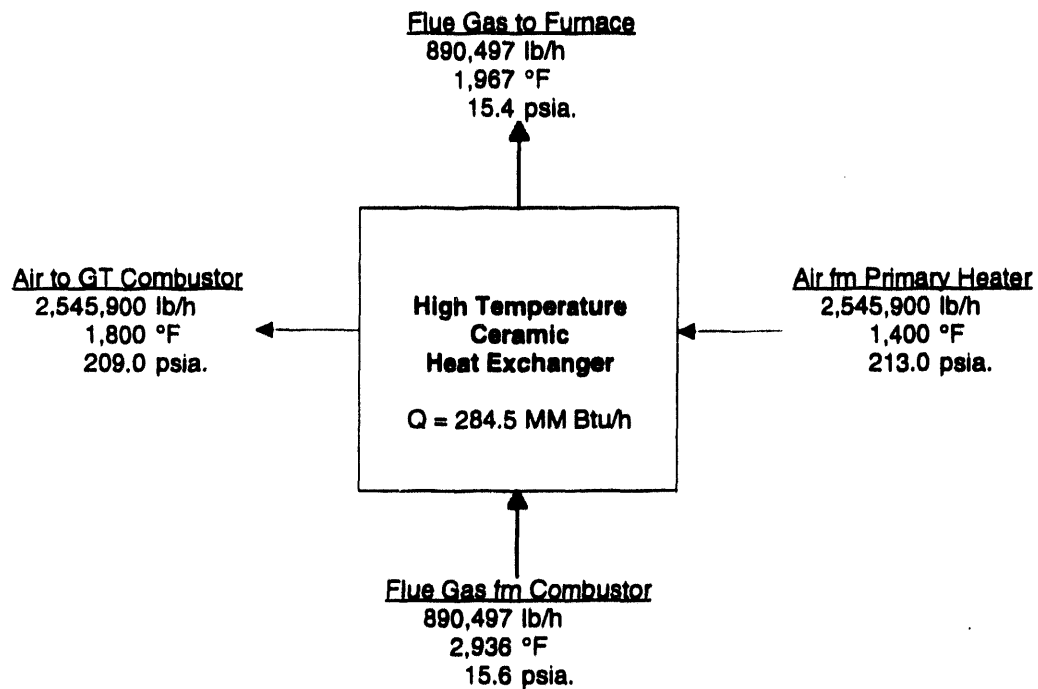 Flue Gas to Furnace
890,497 lb/h
1,967 °F
15.4 psia.
Air to GT Combustor
2,545,900 lb/h
1,800 °F
209.0 psia.
High Temperature
Ceramic
Heat Exchanger
Q = 284.5 MM Btu/h
Air fm Primary Heater
2,545,900 lb/h
1,400 °F
213.0 psia.
Flue Gas fm Combustor
890,497 lb/h
2,936 °F
15.6 psia.